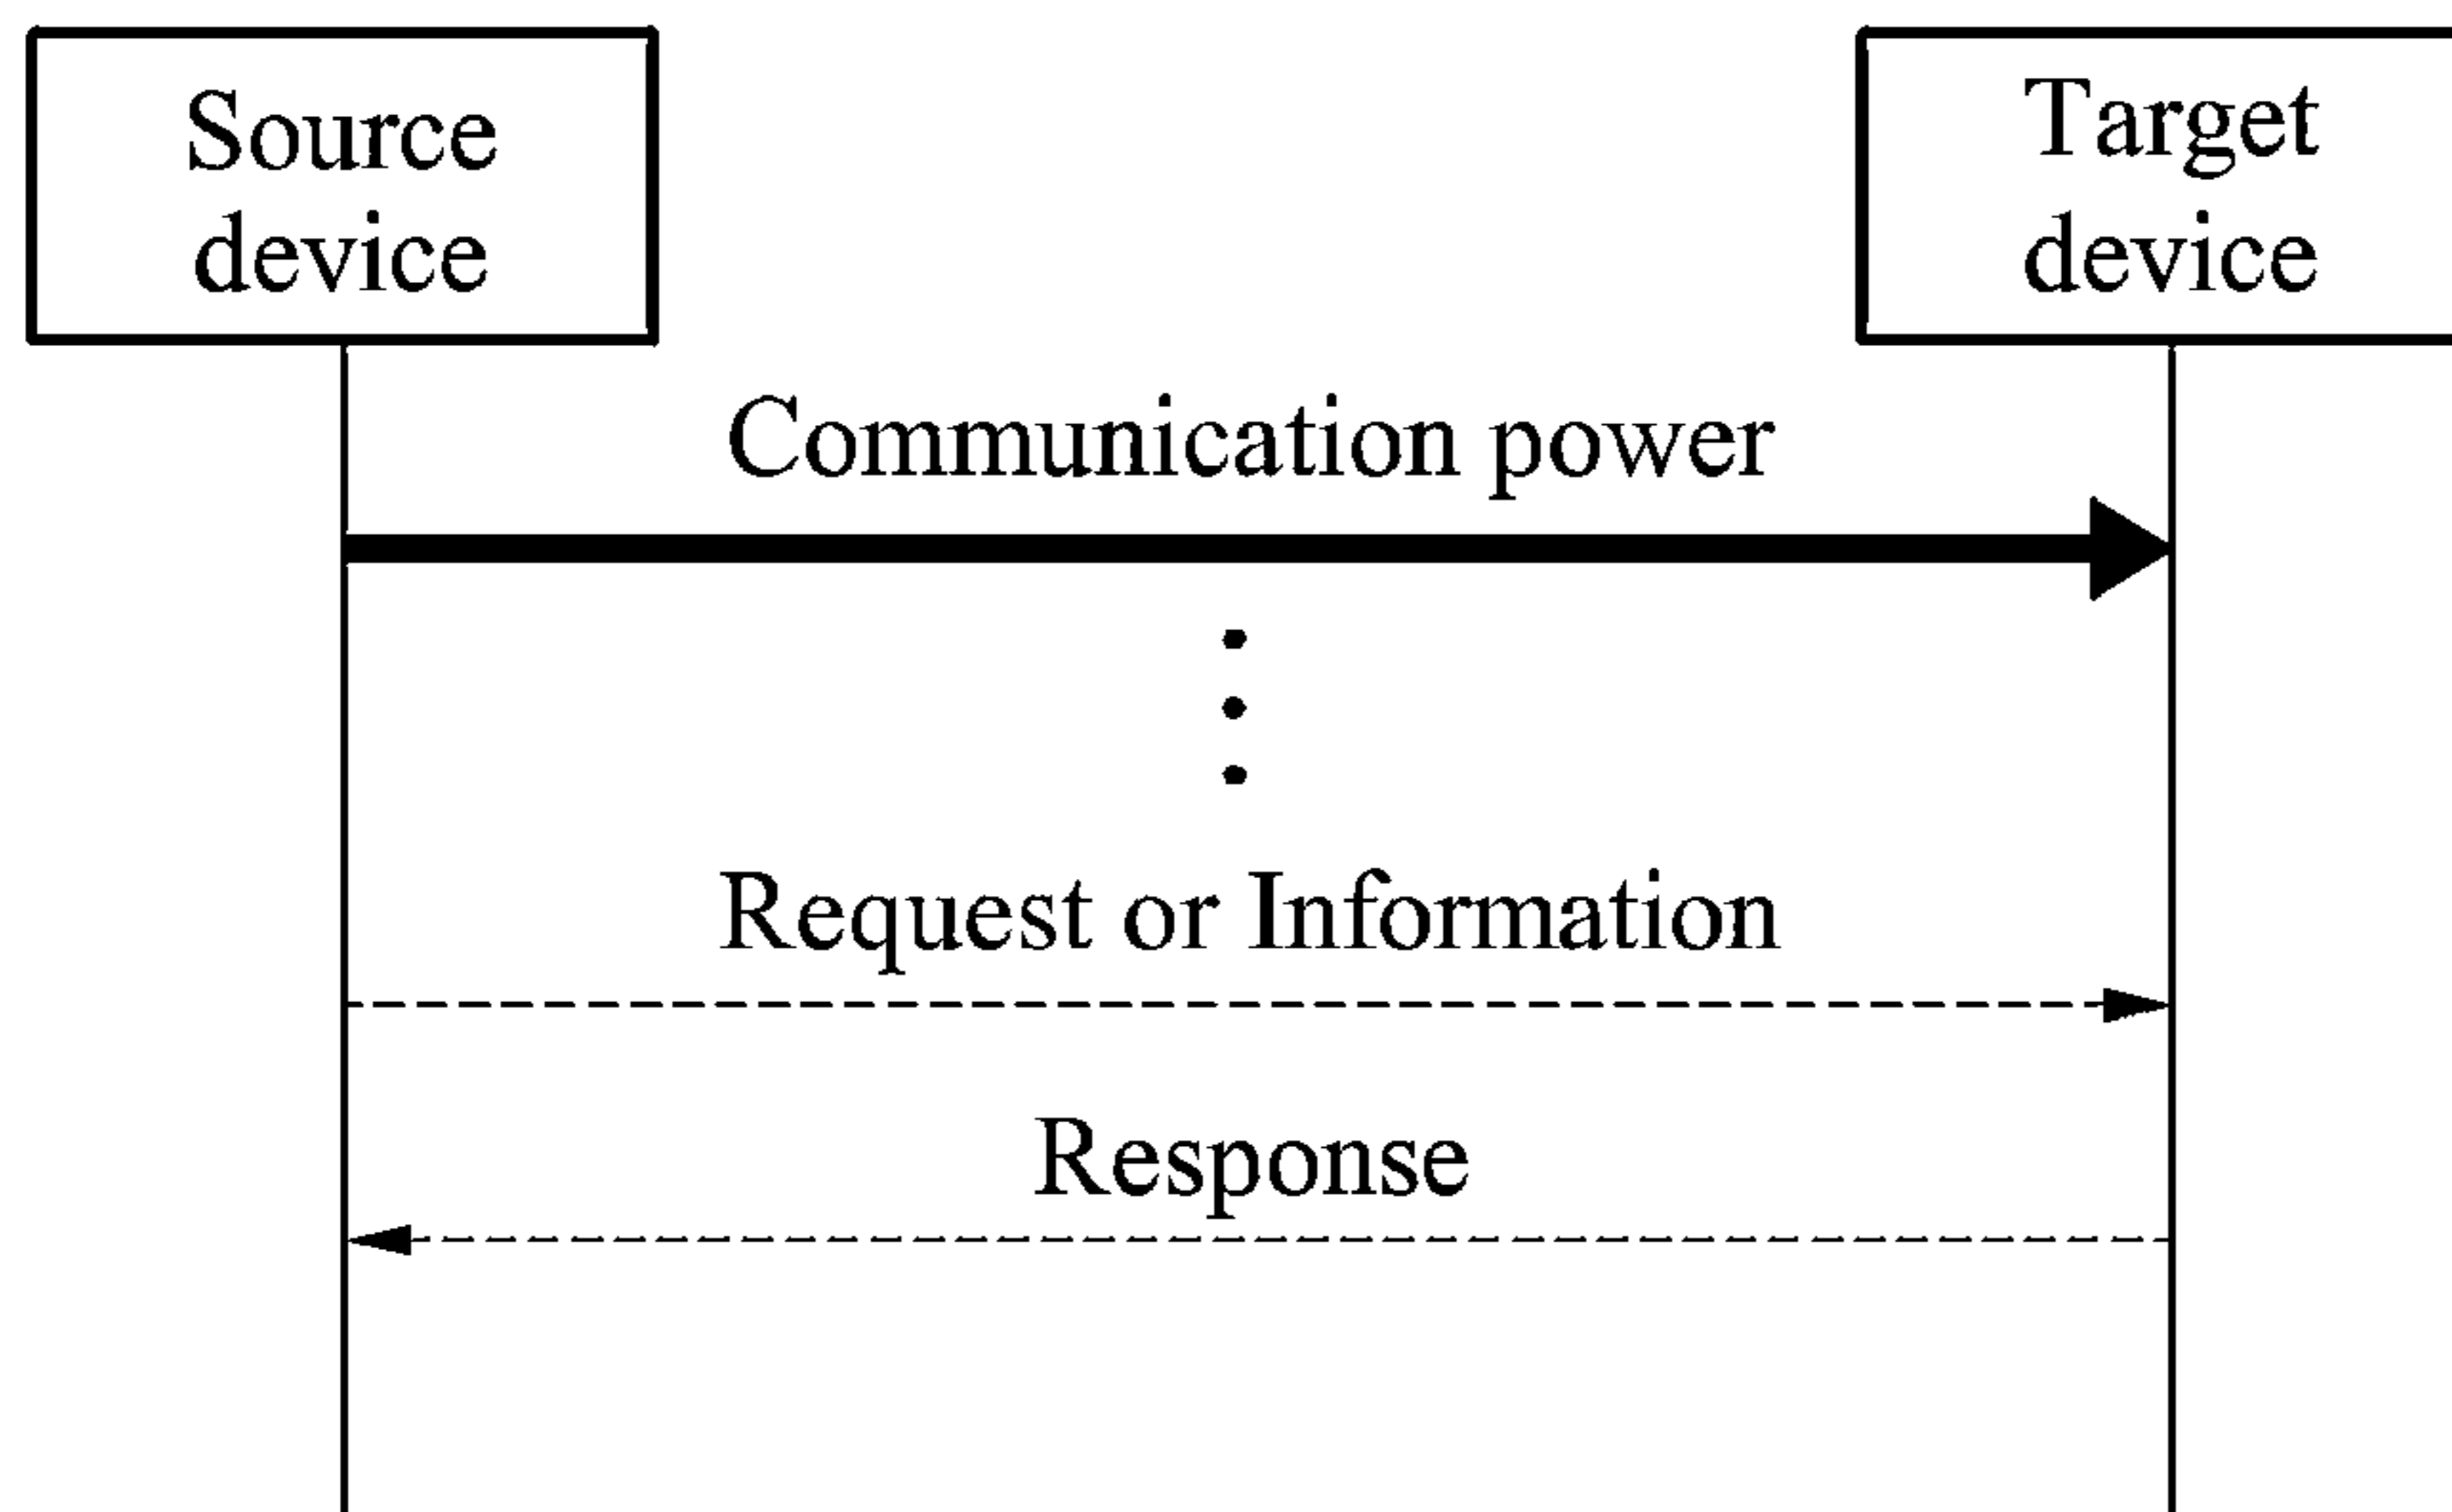 Source
device
Target
device
Communication power
Request or Information
Response